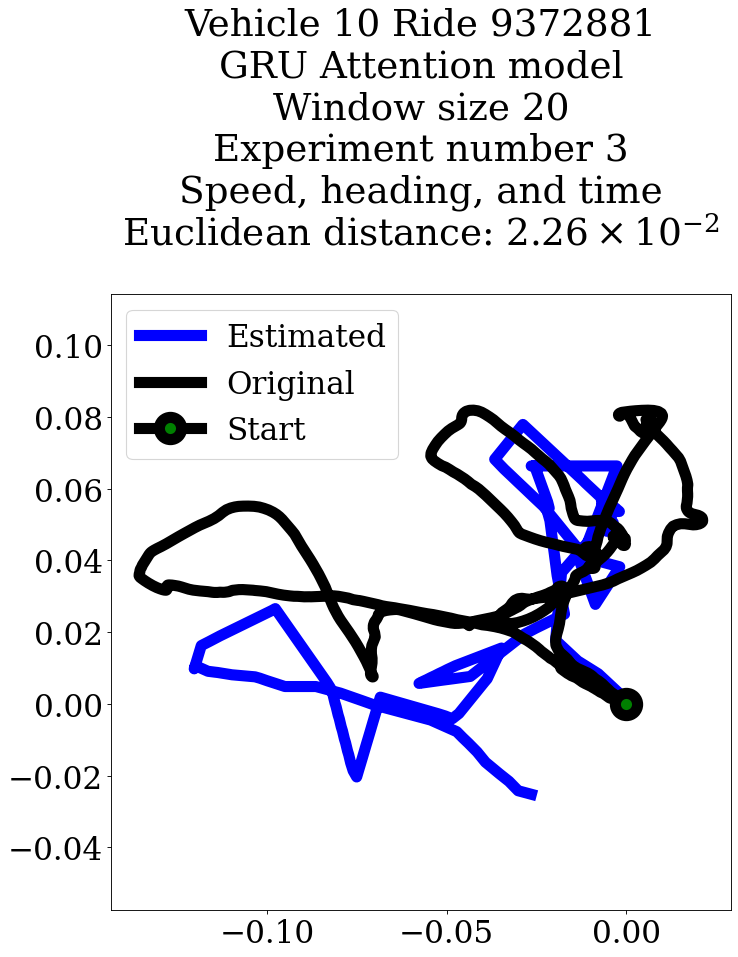 Vehicle 10 Ride 9372881
GRU Attention model
Window size 20
Experiment number 3
Speed, heading, and time
Euclidean distance: 2.26 × 10⁻²
Estimated
Original
Start
0.10
0.08
0.06
0.04
0.02
0.00
−0.02
−0.04
−0.10 −0.05 0.00